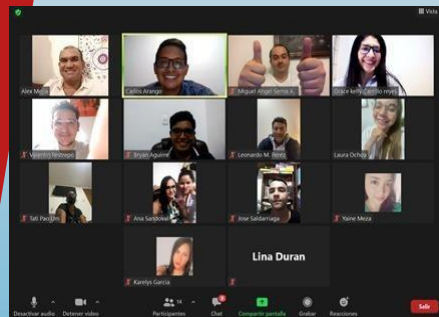 Vista
Alex Mejia
Carlos Arango
Miguel Angel Serna A.
Grace kelly Carrillo reyes
Valentin Restrepo
Bryan Aguirre
Leonardo M. Perez
Laura Ochoa
Tati Pao
Ana Sandoval
Jose Saldarriaga
Yaine Meza
Karelys Garcia
Lina Duran
Desactivar audio
Detener video
14
Participantes
Chat
Compartir pantalla
Grabar
Reacciones
Salir